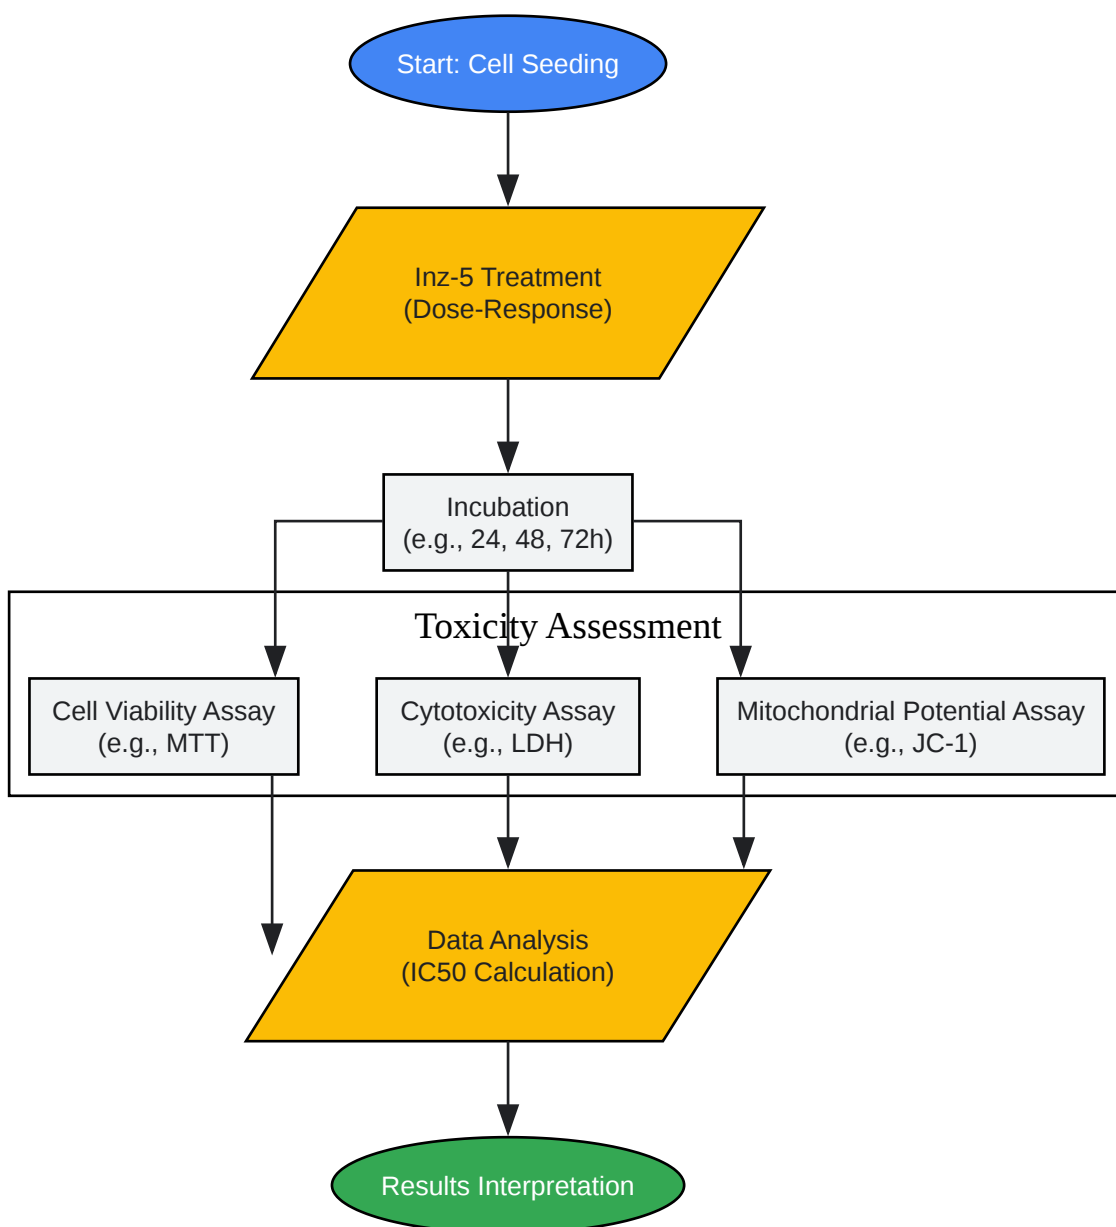 Start: Cell Seeding
Inz-5 Treatment
(Dose-Response)
Incubation
(e.g., 24, 48, 72h)
Toxicity Assessment
Cell Viability Assay
(e.g., MTT)
Cytotoxicity Assay
(e.g., LDH)
Mitochondrial Potential Assay
(e.g., JC-1)
Data Analysis
(IC50 Calculation)
Results Interpretation